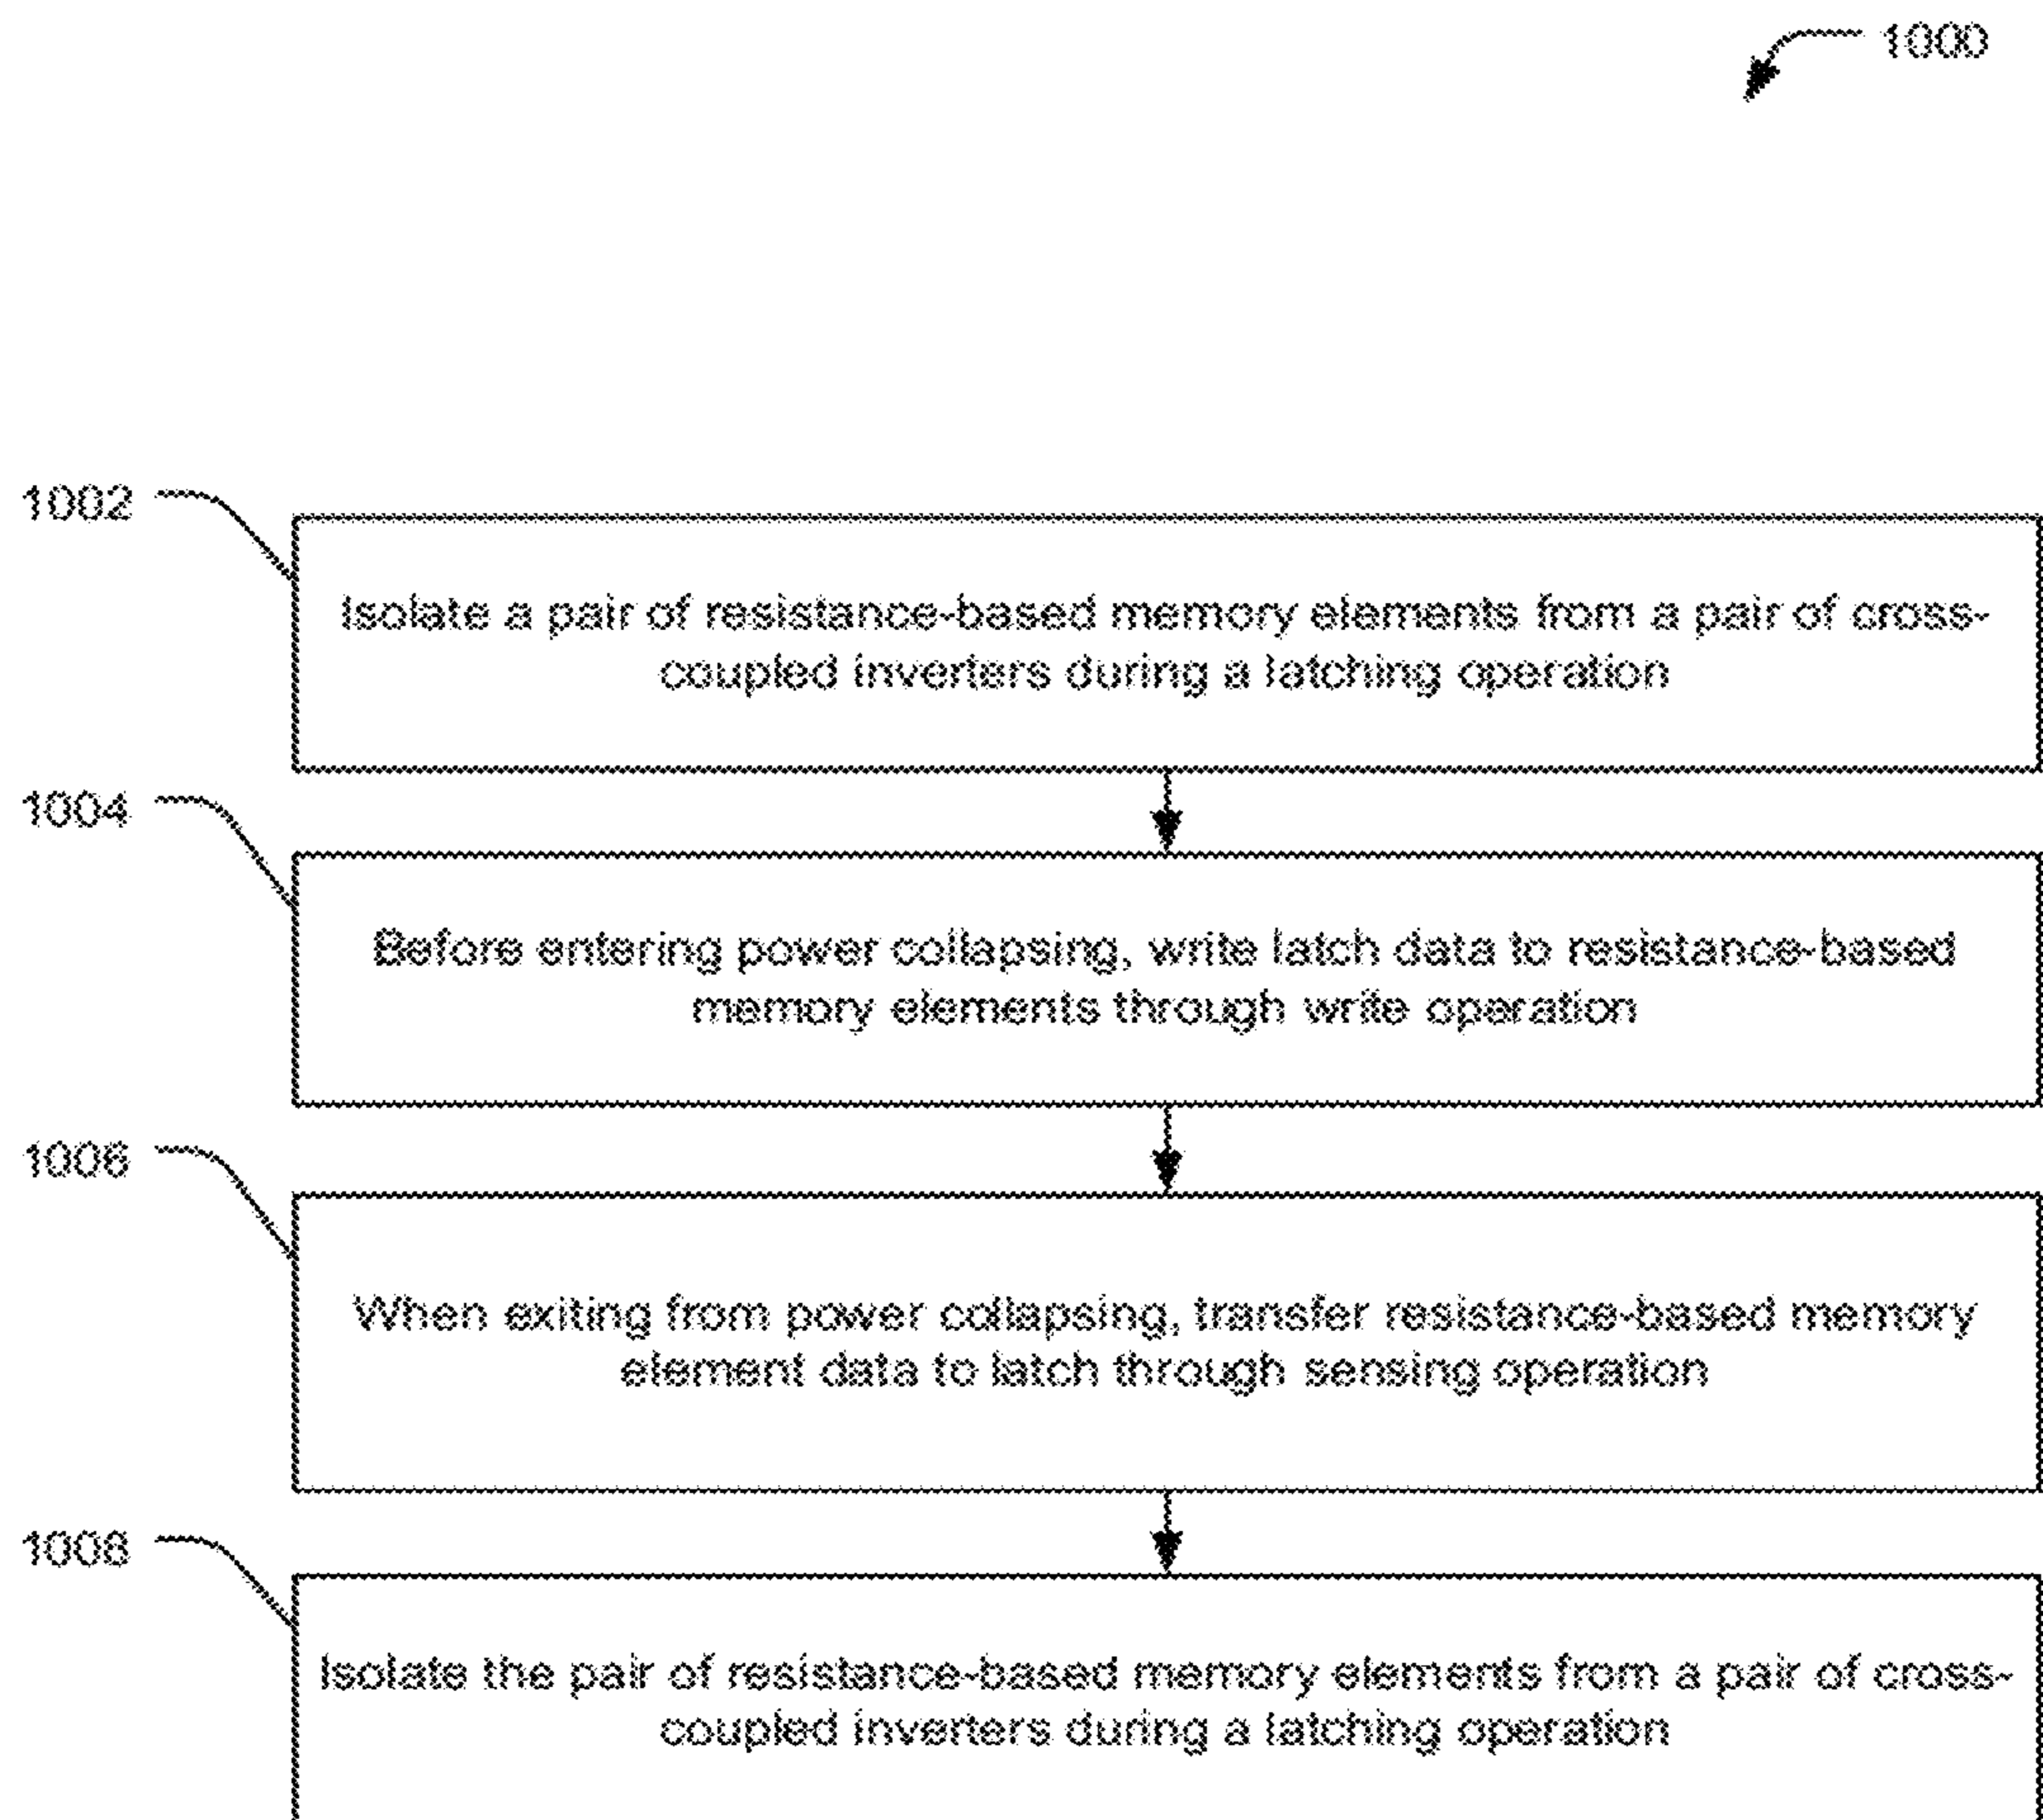 1000
1002
Isolate a pair of resistance-based memory elements from a pair of cross-
coupled inverters during a latching operation
1004
Before entering power collapsing, write latch data to resistance-based
memory elements through write operation
1006
When exiting from power collapsing, transfer resistance-based memory
element data to latch through sensing operation
1008
Isolate the pair of resistance-based memory elements from a pair of cross-
coupled inverters during a latching operation